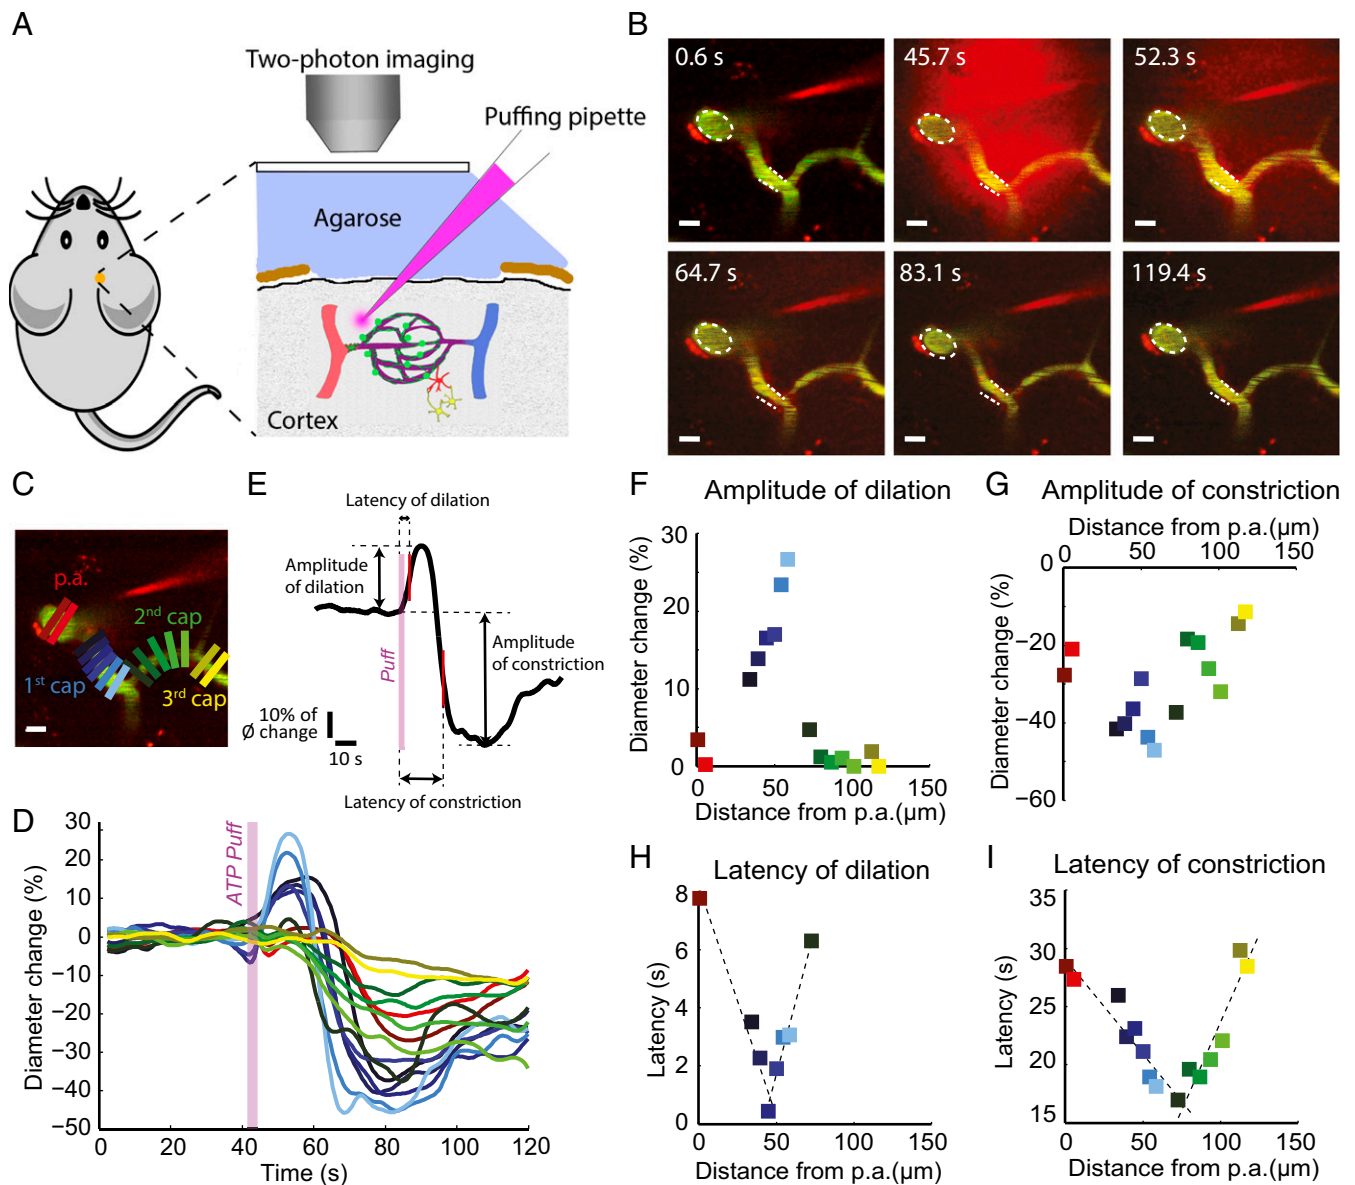 A
Two-photon imaging
Puffing pipette
Agarose
Cortex
B
0.6 s
45.7 s
52.3 s
64.7 s
83.1 s
119.4 s
C
p.a.
2nd cap
1st cap
3rd cap
E
Latency of dilation
Amplitude
of dilation
Puff
Amplitude
of constriction
10% of
Ø change
10 s
Latency of constriction
F
Amplitude of dilation
Diameter change (%)
30
20
10
0
0
50
100
150
Distance from p.a.(µm)
G
Amplitude of constriction
Distance from p.a.(µm)
0
50
100
150
Diameter change (%)
0
−20
−40
−60
D
Diameter change (%)
30
20
10
0
−10
−20
−30
−40
−50
ATP Puff
0
20
40
60
80
100
120
Time (s)
H
Latency of dilation
Latency (s)
8
6
4
2
0
0
50
100
150
Distance from p.a.(µm)
I
Latency of constriction
Latency (s)
35
30
25
20
15
0
50
100
150
Distance from p.a.(µm)